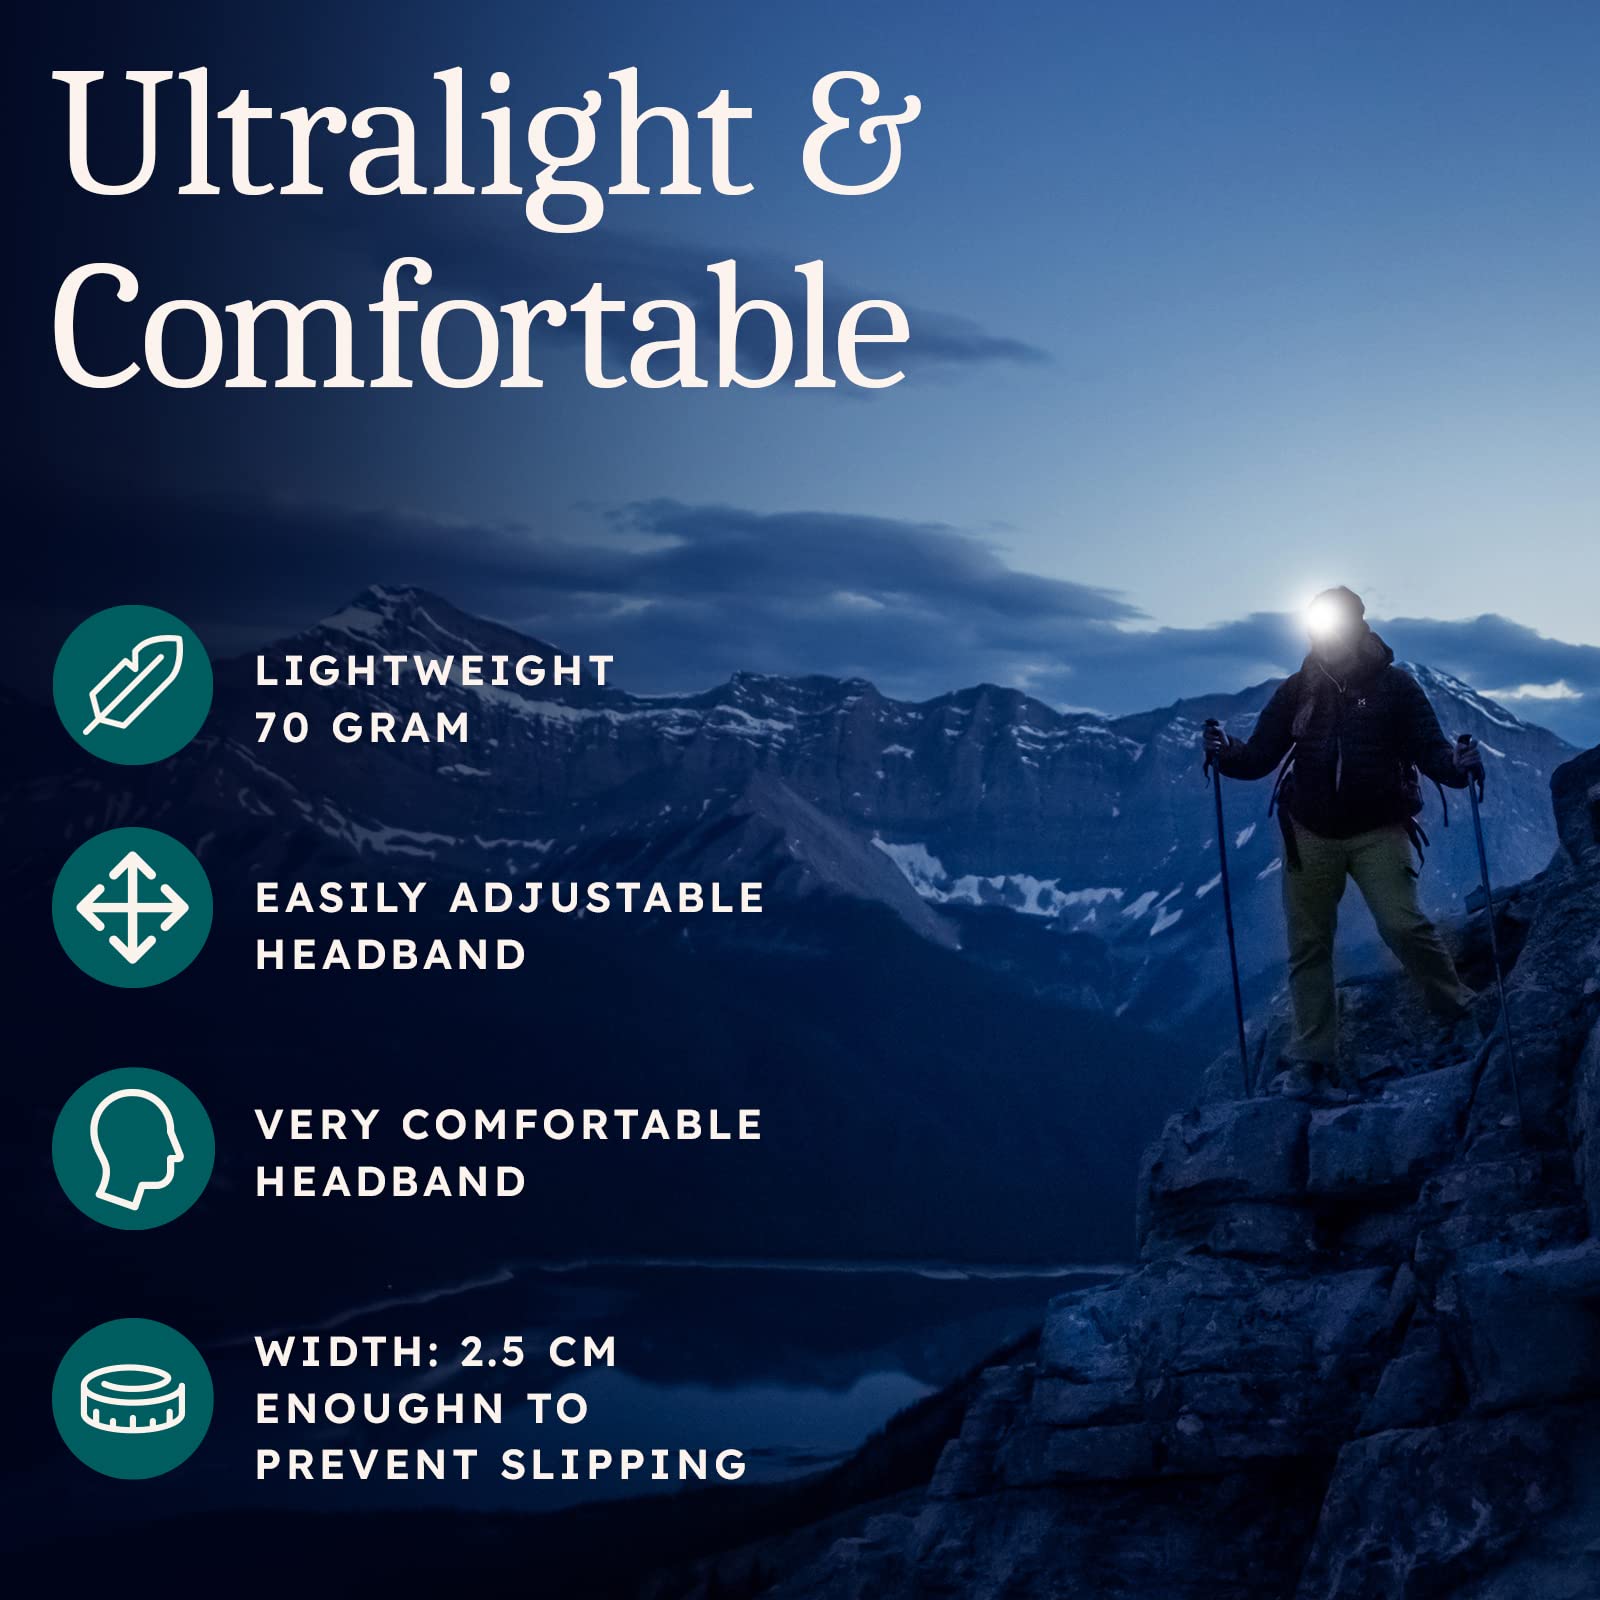 Ultralight &
Comfortable
LIGHTWEIGHT
70 GRAM
EASILY ADJUSTABLE
HEADBAND
VERY COMFORTABLE
HEADBAND
WIDTH: 2.5 CM
ENOUGHN TO
PREVENT SLIPPING